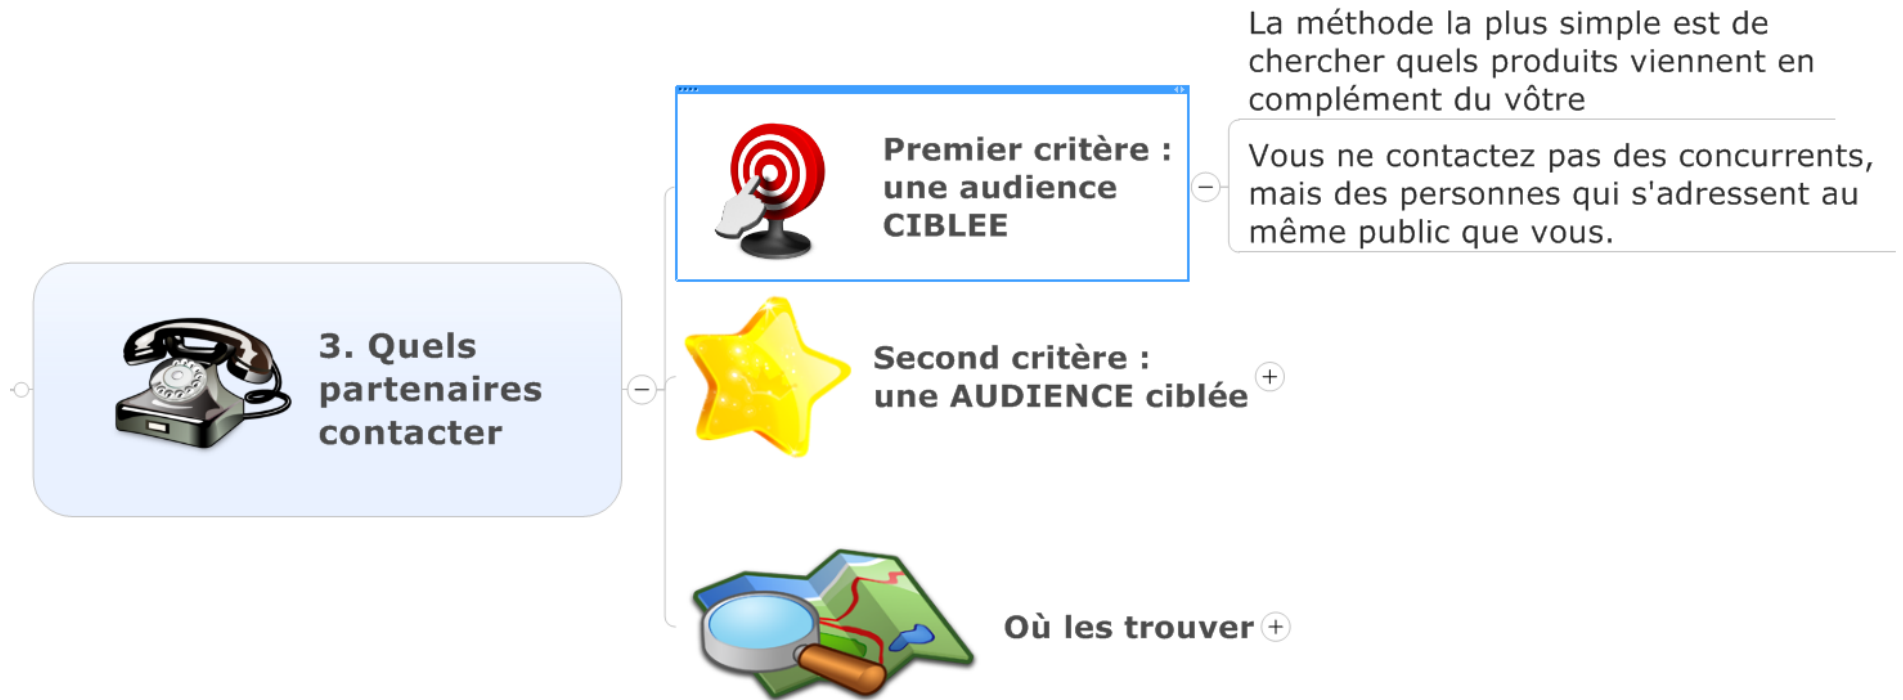 3. Quels
partenaires
contacter
Premier critère :
une audience
CIBLEE
La méthode la plus simple est de
chercher quels produits viennent en
complément du vôtre
Vous ne contactez pas des concurrents,
mais des personnes qui s'adressent au
même public que vous.
Second critère :
une AUDIENCE ciblée
Où les trouver